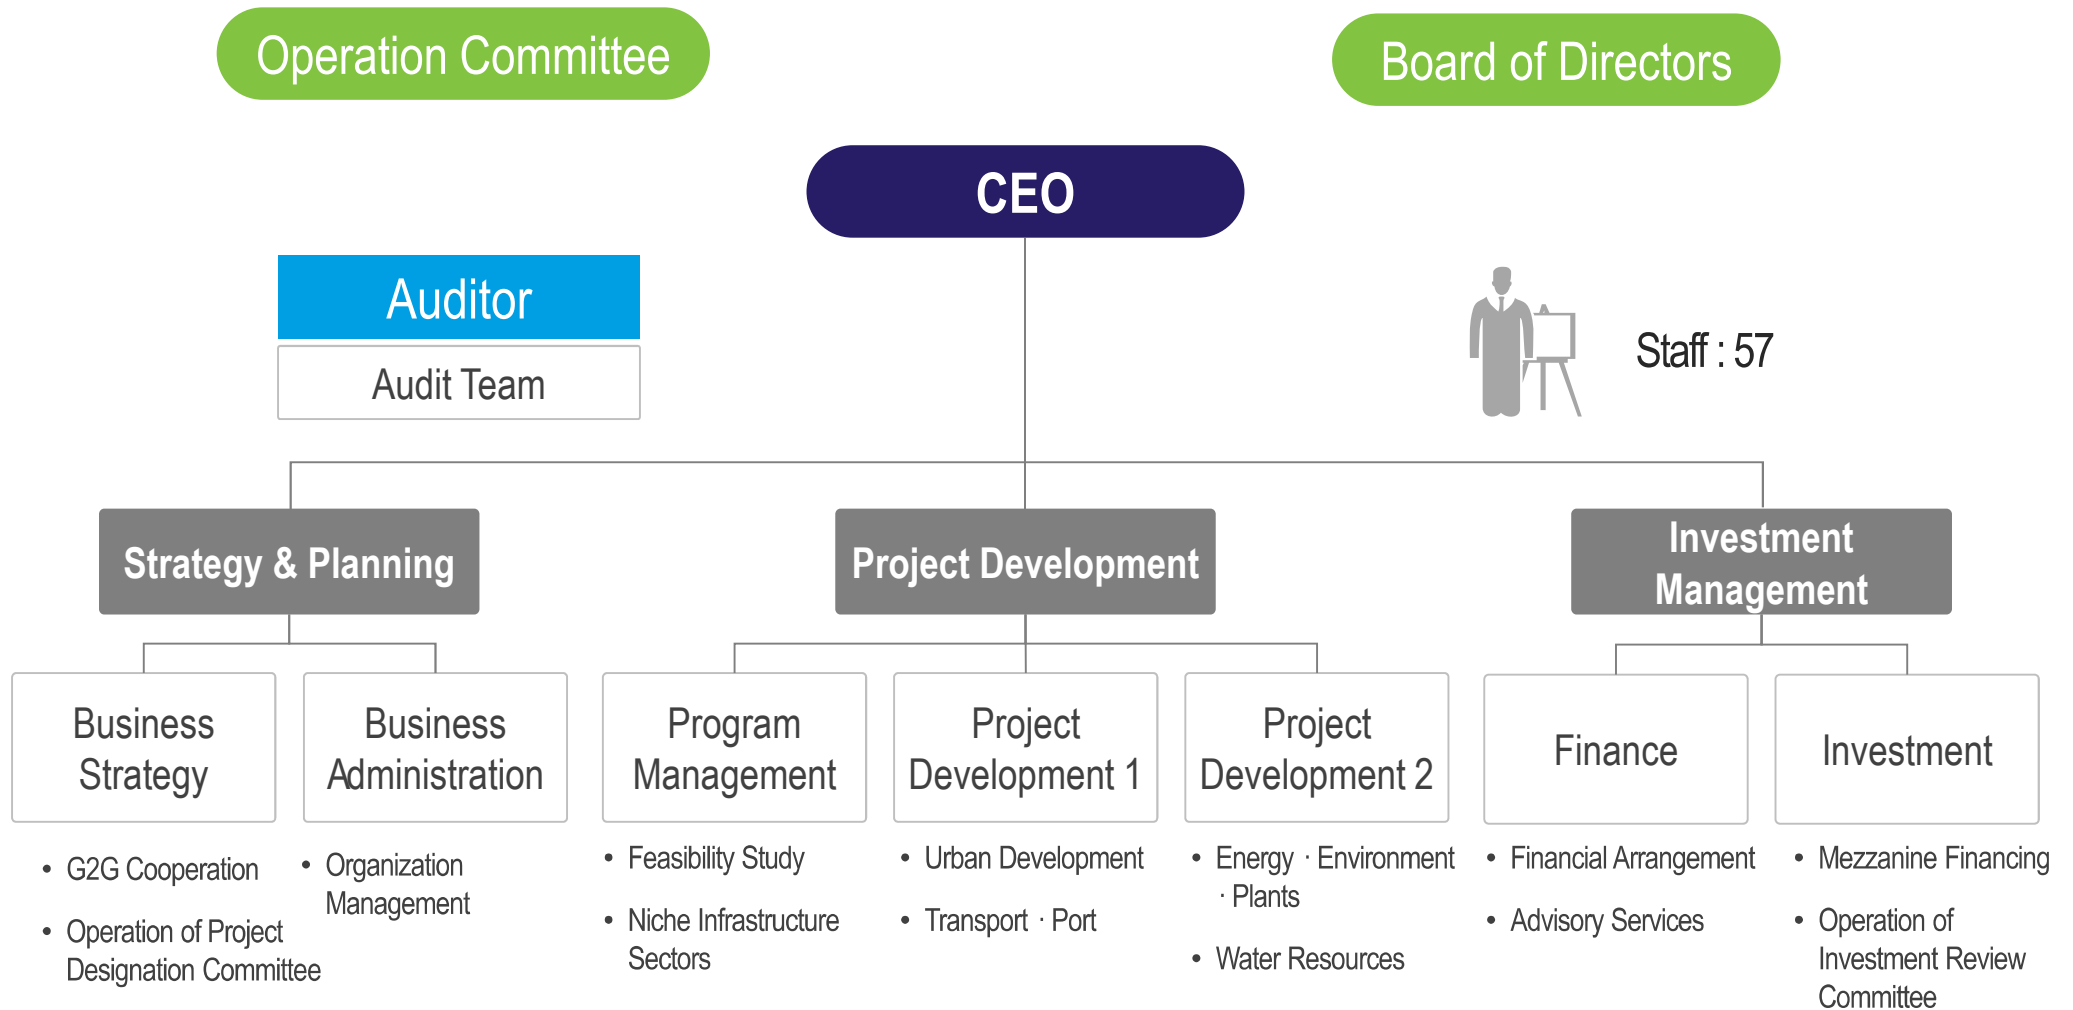 Operation Committee
Board of Directors
CEO
Auditor
Audit Team
Staff : 57
Strategy & Planning
Project Development
Investment
Management
Business
Strategy
Business
Administration
Program
Management
Project
Development 1
Project
Development 2
Finance
Investment
• G2G Cooperation
• Operation of Project
Designation Committee
• Organization
Management
• Feasibility Study
• Niche Infrastructure
Sectors
• Urban Development
• Transport · Port
• Energy · Environment
· Plants
• Water Resources
• Financial Arrangement
• Advisory Services
• Mezzanine Financing
• Operation of
Investment Review
Committee